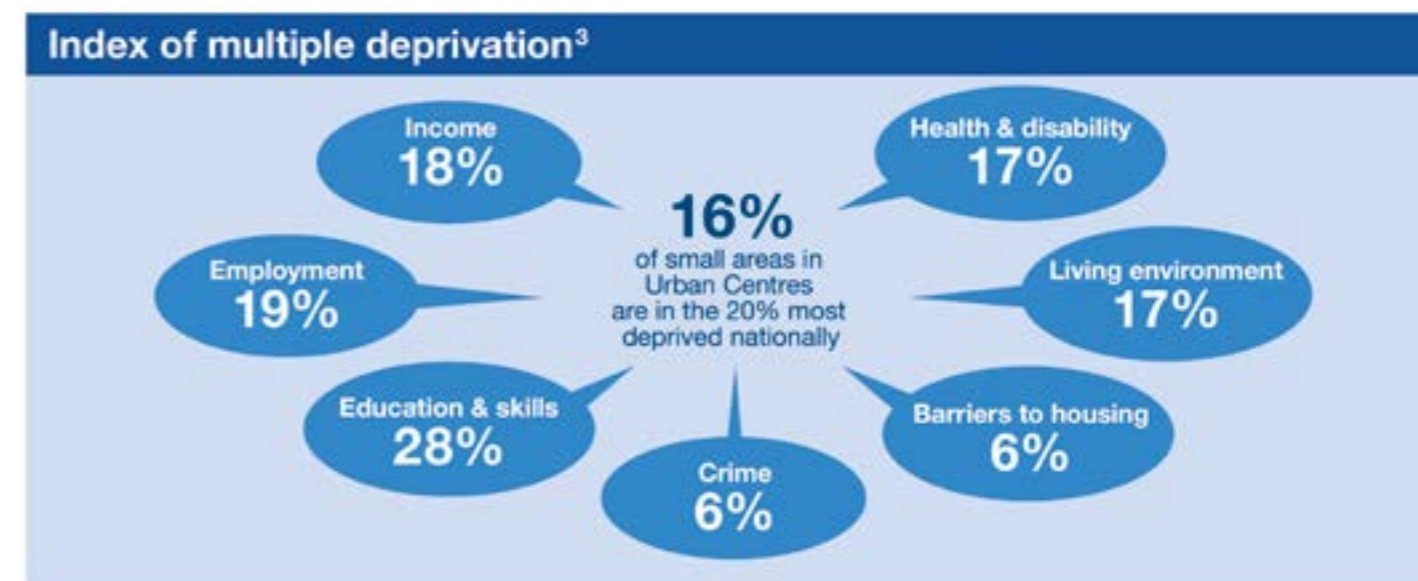 Index of multiple deprivation³
Income
18%
Health & disability
17%
16%
of small areas in
Urban Centres
are in the 20% most
deprived nationally
Employment
19%
Living environment
17%
Education & skills
28%
Barriers to housing
6%
Crime
6%